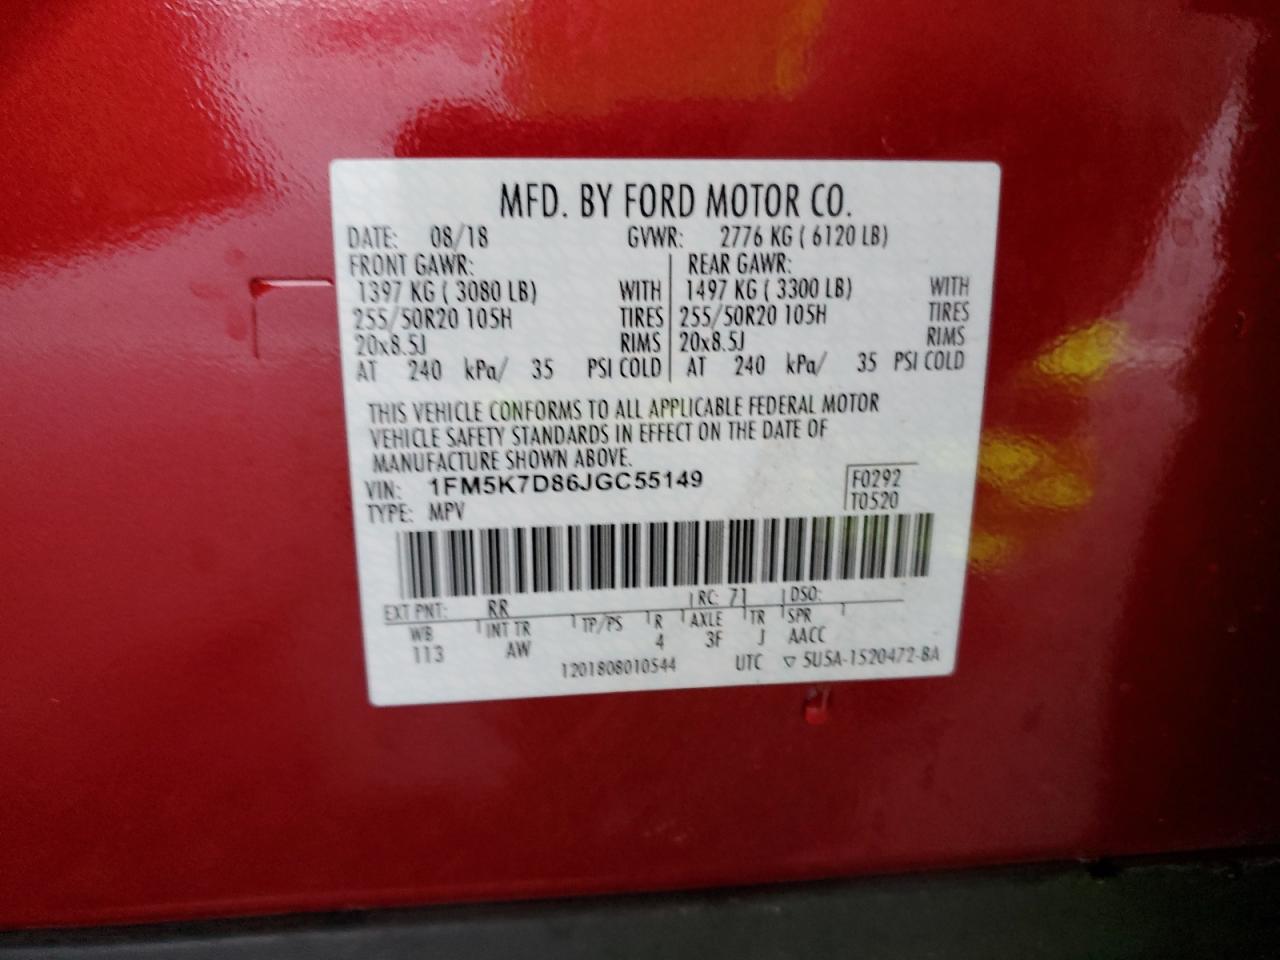 MFD. BY FORD MOTOR CO.
DATE: 08/18 GVWR: 2776 KG ( 6120 LB)
FRONT GAWR: REAR GAWR:
1397 KG ( 3080 LB) WITH 1497 KG ( 3300 LB) WITH
255/50R20 105H TIRES 255/50R20 105H TIRES
20x8.5J RIMS 20x8.5J RIMS
AT 240 kPa/ 35 PSI COLD AT 240 kPa/ 35 PSI COLD
THIS VEHICLE CONFORMS TO ALL APPLICABLE FEDERAL MOTOR
VEHICLE SAFETY STANDARDS IN EFFECT ON THE DATE OF
MANUFACTURE SHOWN ABOVE.
VIN: 1FM5K7D86JGC55149 F0292
TYPE: MPV T0520
EXT PNT: RR RC: 71 DSO:
WB INT TR TP/PS R AXLE TR SPR
113 AW 4 3F J AACC
1201808010544 UTC ▽ 5U5A-1520472-BA